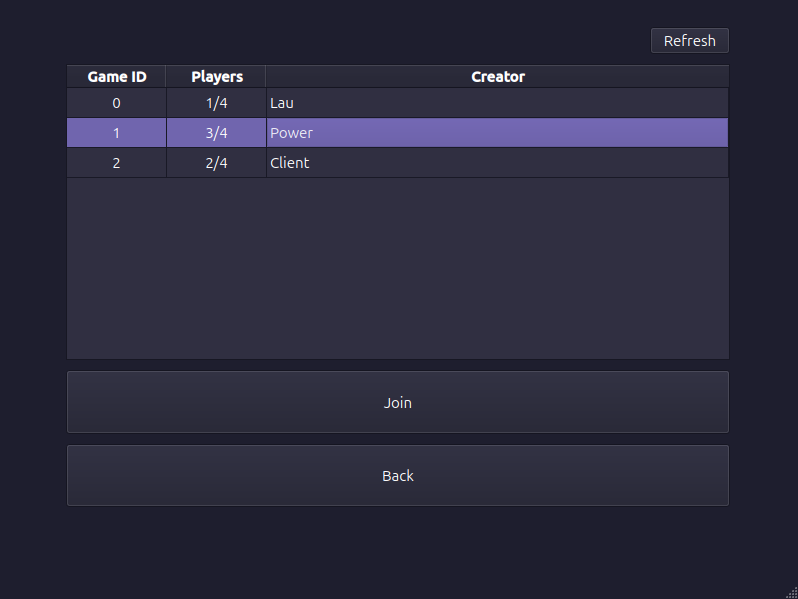 Refresh
Game ID Players Creator
0 1/4 Lau
1 3/4 Power
2 2/4 Client
Join
Back